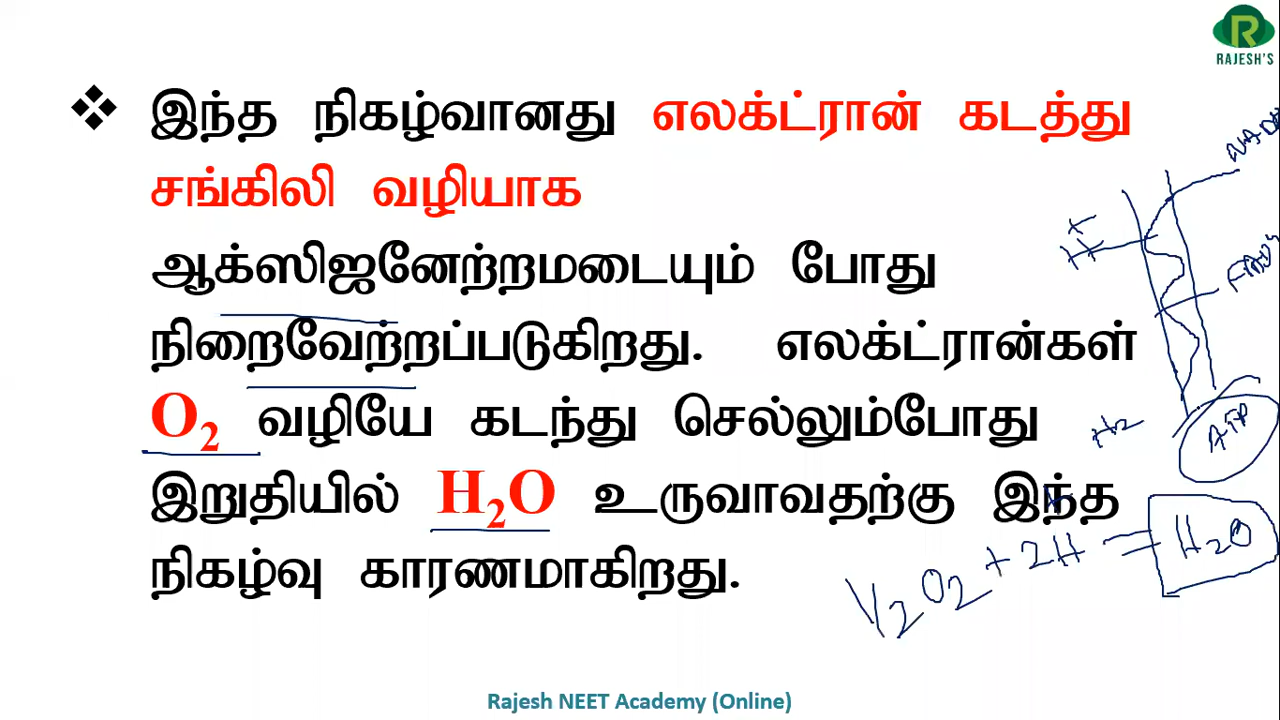 RAJESH'S
❖ இந்த நிகழ்வானது எலக்ட்ரான் கடத்து
சங்கிலி வழியாக
ஆக்ஸிஜனேற்றமடையும் போது
நிறைவேற்றப்படுகிறது. எலக்ட்ரான்கள்
O₂ வழியே கடந்து செல்லும்போது
இறுதியில் H₂O உருவாவதற்கு இந்த
நிகழ்வு காரணமாகிறது.
H⁺
ATP
H₂
1/2 O₂ + 2H⁺ = H₂O
Rajesh NEET Academy (Online)